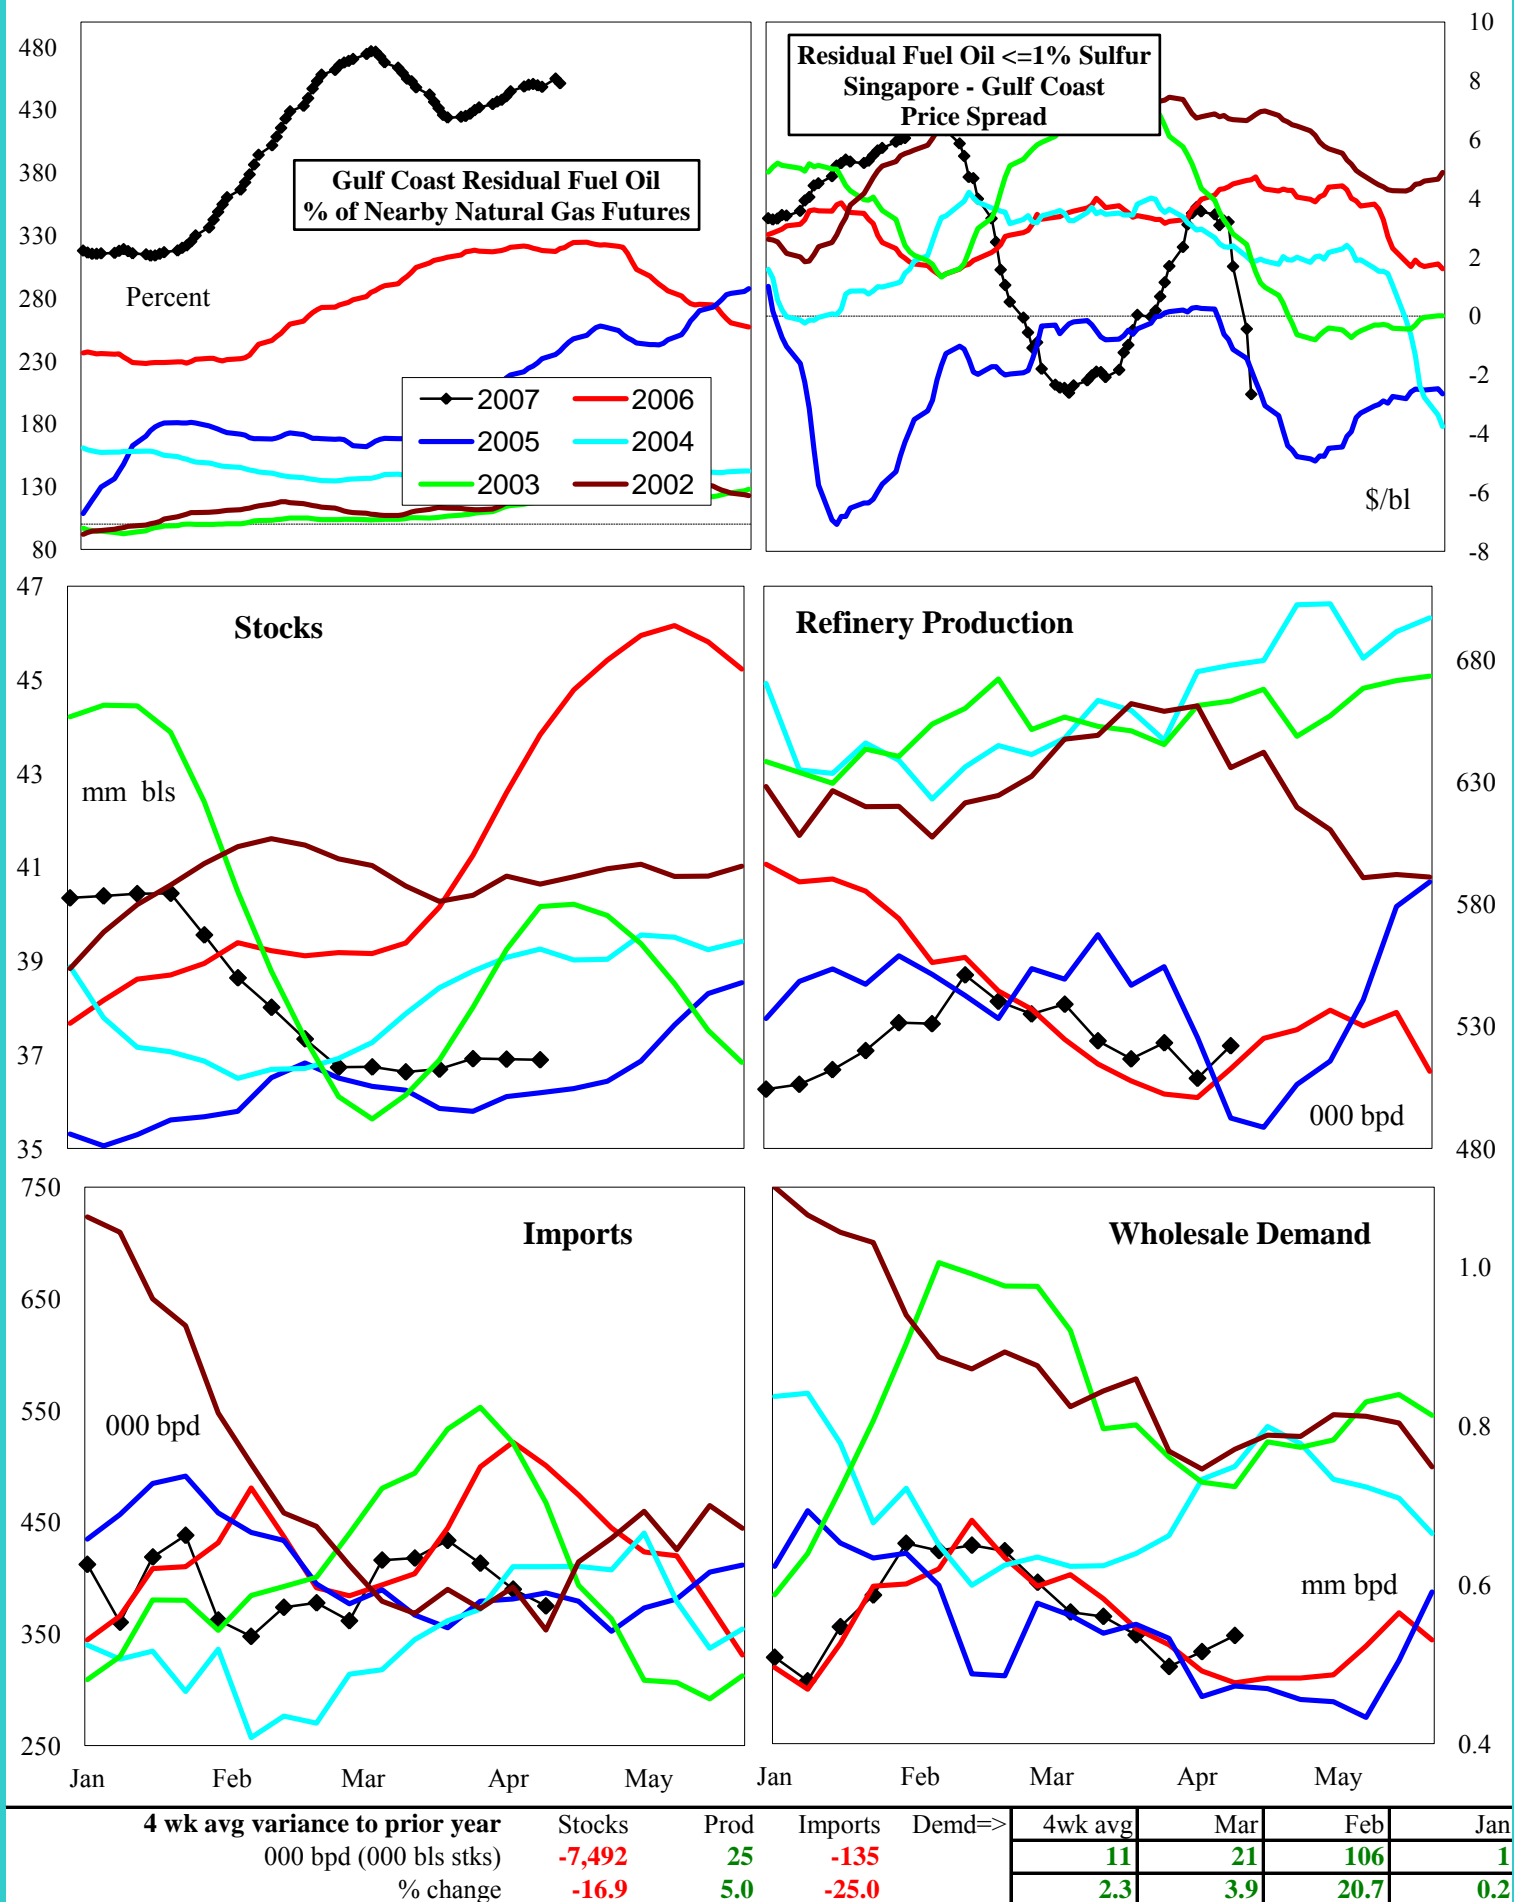 480
430
380
330
280
230
180
130
80
Gulf Coast Residual Fuel Oil
% of Nearby Natural Gas Futures
Percent
2007 2006
2005 2004
2003 2002
Residual Fuel Oil <=1% Sulfur
Singapore - Gulf Coast
Price Spread
$/bl
10
8
6
4
2
0
-2
-4
-6
-8
47
45
43
41
39
37
35
Stocks
mm bls
Refinery Production
000 bpd
680
630
580
530
480
750
650
550
450
350
250
Imports
000 bpd
Jan Feb Mar Apr May
Wholesale Demand
mm bpd
1.0
0.8
0.6
0.4
Jan Feb Mar Apr May
4 wk avg variance to prior year Stocks Prod Imports Demd=> 4wk avg Mar Feb Jan
000 bpd (000 bls stks) -7,492 25 -135 11 21 106 1
% change -16.9 5.0 -25.0 2.3 3.9 20.7 0.2